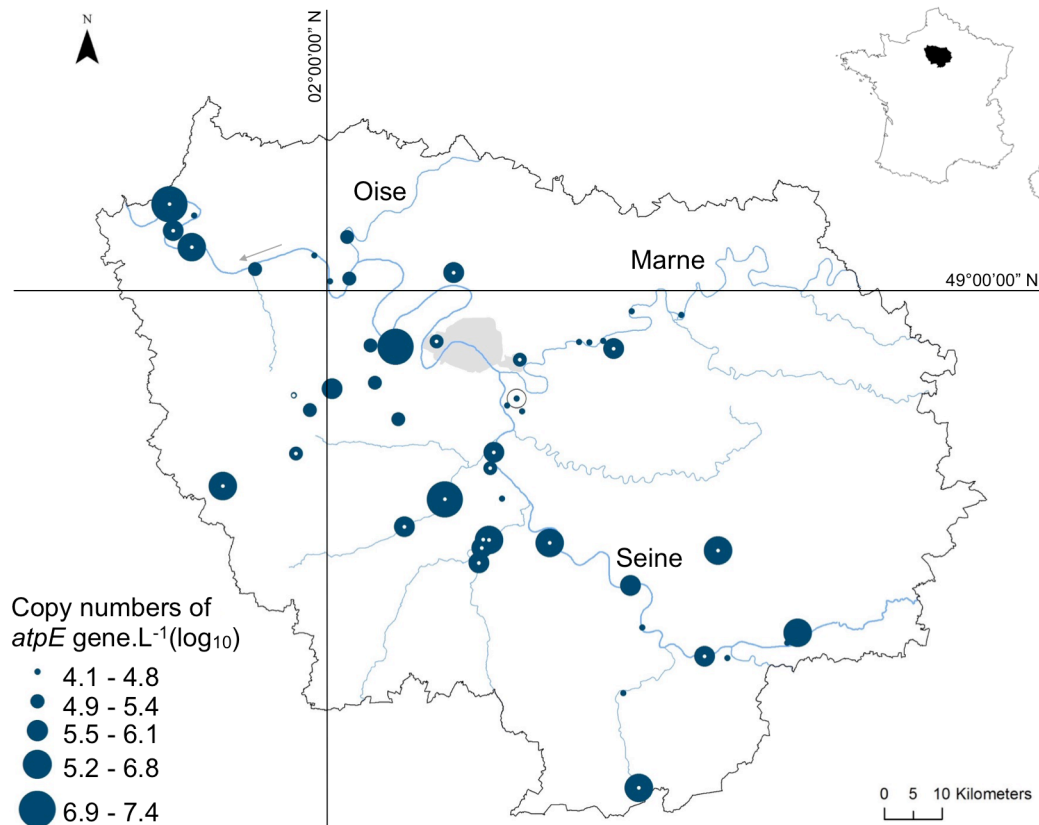 N
02°00'00" N
Oise
Marne
49°00'00" N
Seine
Copy numbers of
atpE gene.L⁻¹(log₁₀)
4.1 - 4.8
4.9 - 5.4
5.5 - 6.1
5.2 - 6.8
6.9 - 7.4
0 5 10 Kilometers